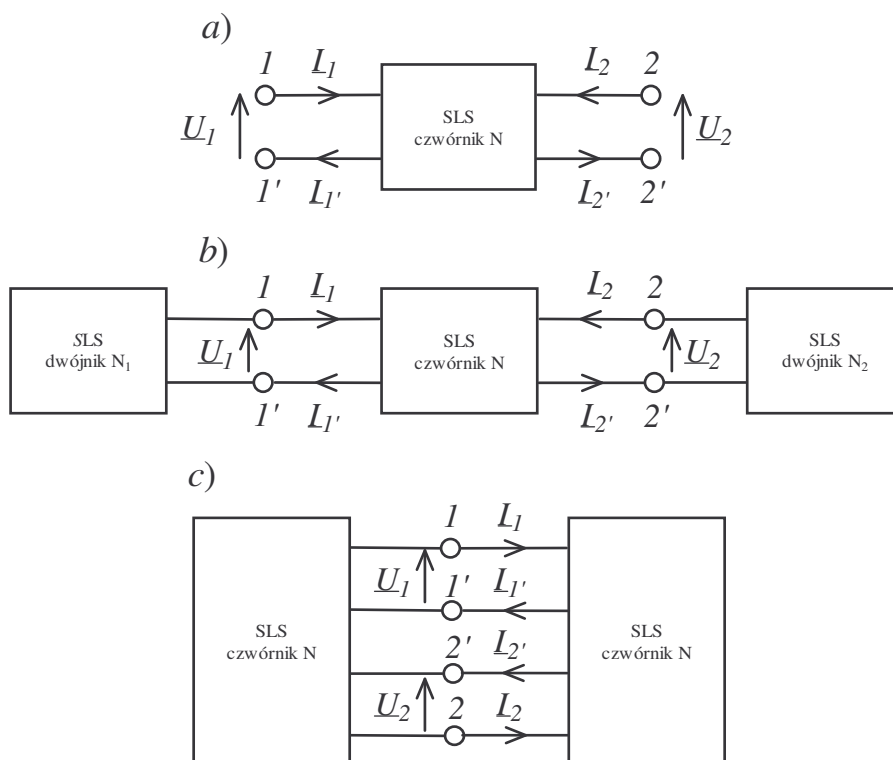 a)
1 I₁ I₂ 2
U₁ SLS
czwórnik N U₂
1' I₁' I₂' 2'
b)
1 I₁ I₂ 2
SLS
dwójnik N₁ U₁ SLS
czwórnik N U₂ SLS
dwójnik N₂
1' I₁' I₂' 2'
c)
1 I₁
U₁ 1' I₁'
SLS
czwórnik N 2' I₂' SLS
czwórnik N
U₂ 2 I₂